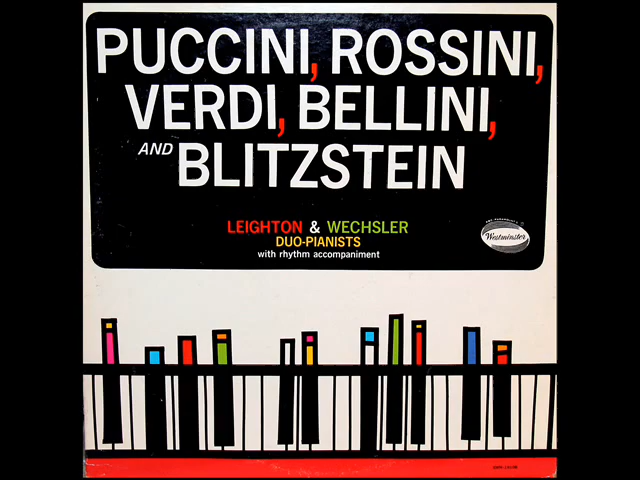 PUCCINI, ROSSINI,
VERDI, BELLINI,
AND BLITZSTEIN
LEIGHTON & WECHSLER
DUO-PIANISTS
with rhythm accompaniment
Westminster